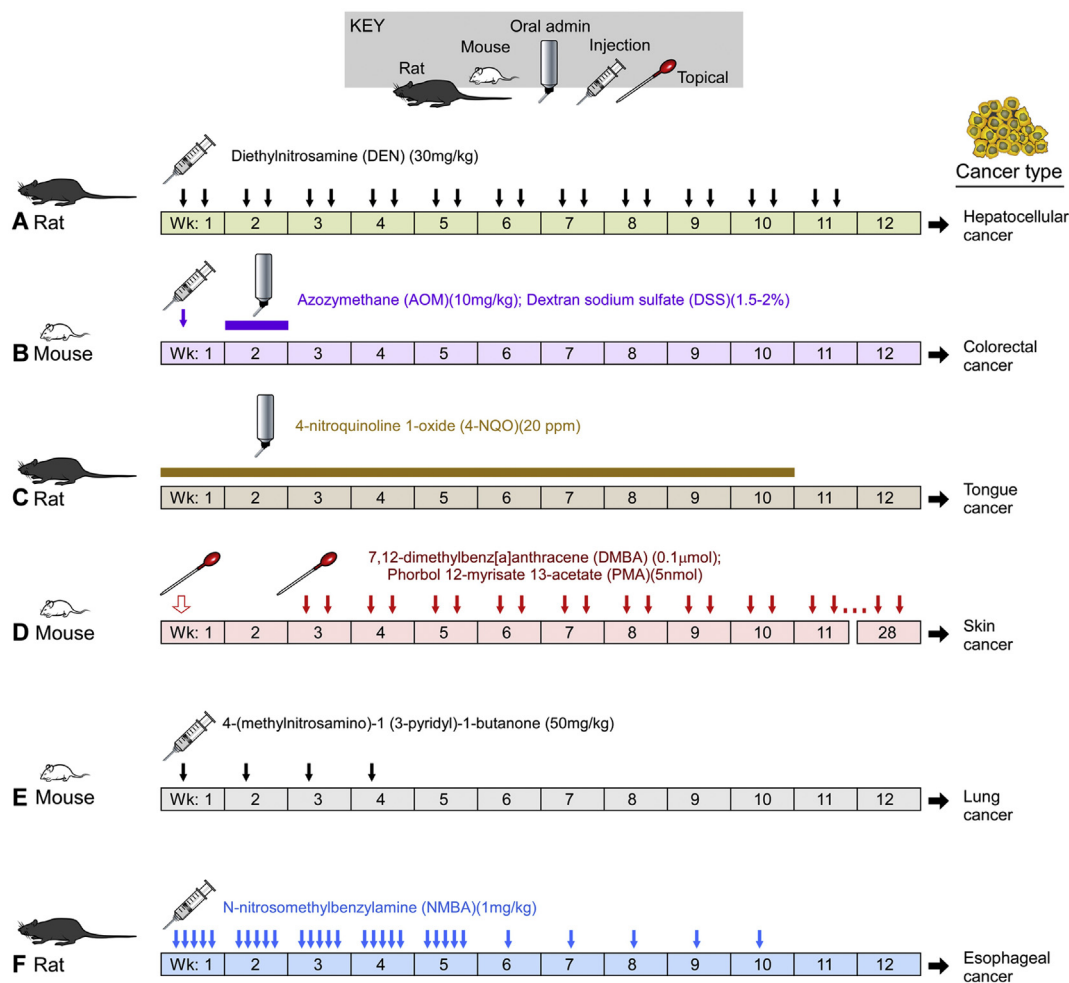 KEY
Oral admin
Mouse
Injection
Rat
Topical
Cancer type
Diethylnitrosamine (DEN) (30mg/kg)
A Rat
Wk: 1 2 3 4 5 6 7 8 9 10 11 12
Hepatocellular
cancer
Azozymethane (AOM)(10mg/kg); Dextran sodium sulfate (DSS)(1.5-2%)
B Mouse
Wk: 1 2 3 4 5 6 7 8 9 10 11 12
Colorectal
cancer
4-nitroquinoline 1-oxide (4-NQO)(20 ppm)
C Rat
Wk: 1 2 3 4 5 6 7 8 9 10 11 12
Tongue
cancer
7,12-dimethylbenz[a]anthracene (DMBA) (0.1μmol);
Phorbol 12-myrisate 13-acetate (PMA)(5nmol)
D Mouse
Wk: 1 2 3 4 5 6 7 8 9 10 11 28
Skin
cancer
4-(methylnitrosamino)-1 (3-pyridyl)-1-butanone (50mg/kg)
E Mouse
Wk: 1 2 3 4 5 6 7 8 9 10 11 12
Lung
cancer
N-nitrosomethylbenzylamine (NMBA)(1mg/kg)
F Rat
Wk: 1 2 3 4 5 6 7 8 9 10 11 12
Esophageal
cancer